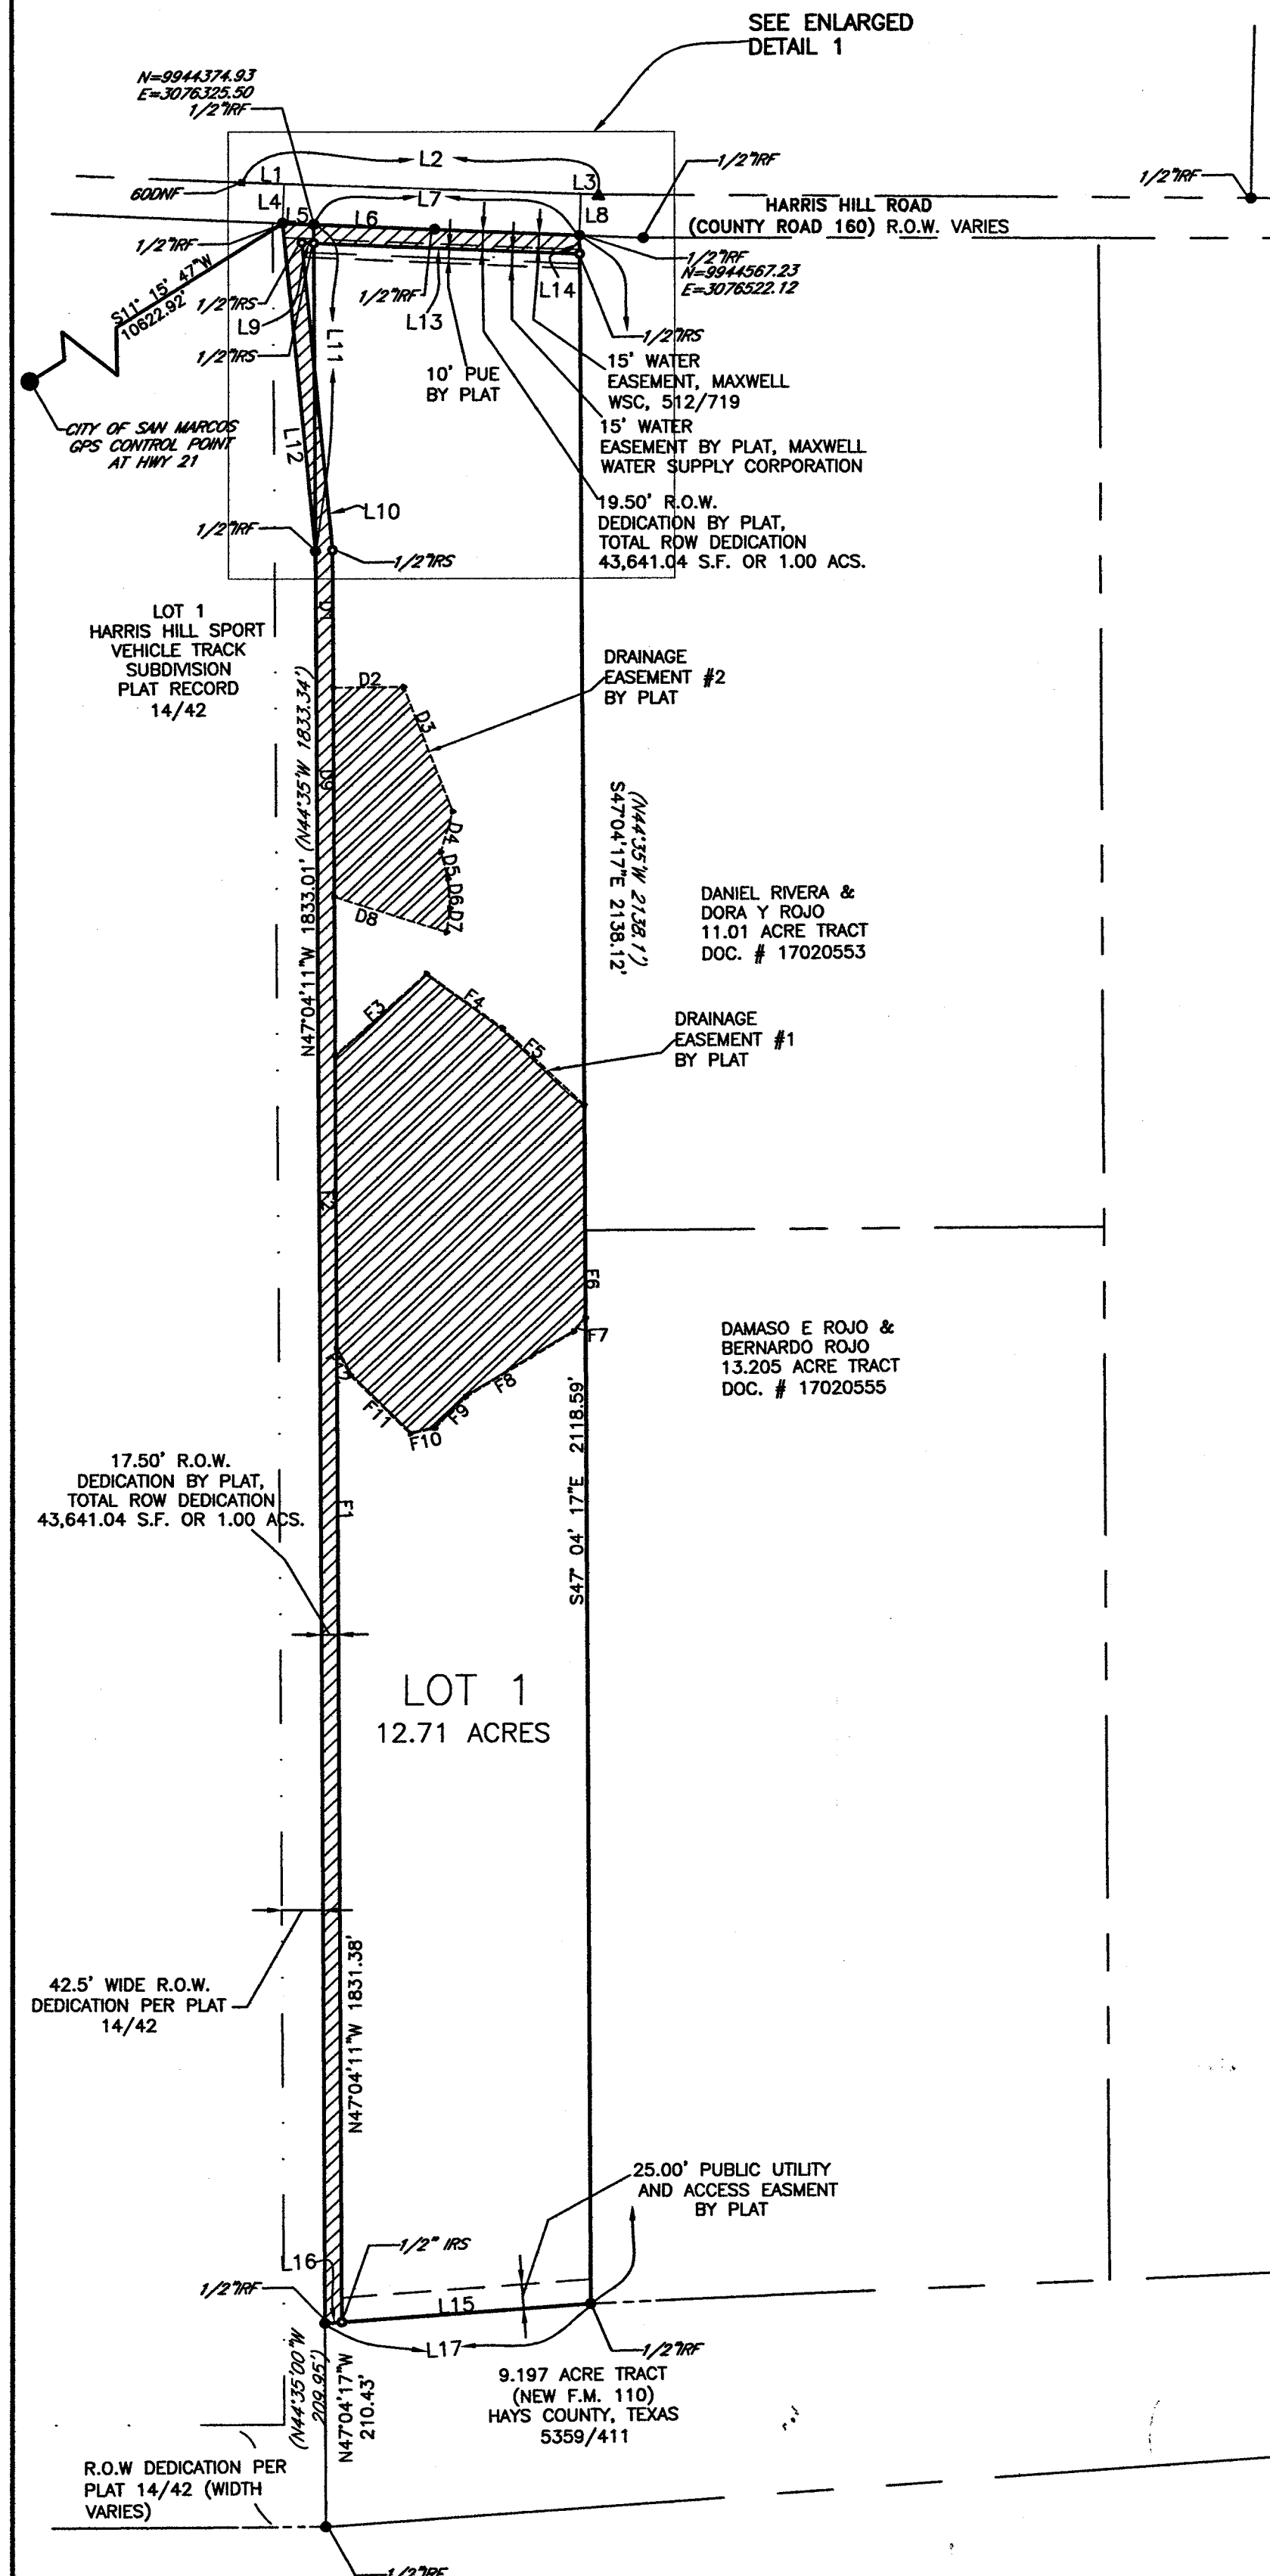 SEE ENLARGED
DETAIL 1
N=9944374.93
E=3076325.50
1/2"IRF
L2
1/2"IRF
L1
L3
60DNF
1/2"IRF
L4
L5
L6
L7
L8
HARRIS HILL ROAD
(COUNTY ROAD 160) R.O.W. VARIES
1/2"IRF
1/2"IRF
N=9944567.23
E=3076522.12
S11° 15' 47"W
10622.92'
1/2"IRS
L9
1/2"IRF
L13
L14
1/2"IRS
1/2"IRS
L11
10' PUE
BY PLAT
15' WATER
EASEMENT, MAXWELL
WSC, 512/719
15' WATER
EASEMENT BY PLAT, MAXWELL
WATER SUPPLY CORPORATION
CITY OF SAN MARCOS
GPS CONTROL POINT
AT HWY 21
L12
19.50' R.O.W.
DEDICATION BY PLAT,
TOTAL ROW DEDICATION
43,641.04 S.F. OR 1.00 ACS.
L10
1/2"IRF
1/2"IRS
LOT 1
HARRIS HILL SPORT
VEHICLE TRACK
SUBDIVISION
PLAT RECORD
14/42
D1
DRAINAGE
EASEMENT #2
BY PLAT
D2
D3
D9
D4
D5
D6
D7
D8
N47°04'11"W 1833.01' (N44°35'W 1833.34')
(N44°35'W 2138.1')
S47°04'17"E 2138.12'
DANIEL RIVERA &
DORA Y ROJO
11.01 ACRE TRACT
DOC. # 17020553
F3
F4
F5
DRAINAGE
EASEMENT #1
BY PLAT
F2
F6
F7
F8
F9
F10
F11
F12
DAMASO E ROJO &
BERNARDO ROJO
13.205 ACRE TRACT
DOC. # 17020555
17.50' R.O.W.
DEDICATION BY PLAT,
TOTAL ROW DEDICATION
43,641.04 S.F. OR 1.00 ACS.
F1
S47° 04' 17"E 2118.59'
LOT 1
12.71 ACRES
42.5' WIDE R.O.W.
DEDICATION PER PLAT
14/42
N47°04'11"W 1831.38'
25.00' PUBLIC UTILITY
AND ACCESS EASMENT
BY PLAT
L16
1/2" IRS
1/2"IRF
L15
L17
1/2"IRF
9.197 ACRE TRACT
(NEW F.M. 110)
HAYS COUNTY, TEXAS
5359/411
(N44°35'00"W
209.95')
N47°04'17"W
210.43'
R.O.W DEDICATION PER
PLAT 14/42 (WIDTH
VARIES)
1/2"IRF